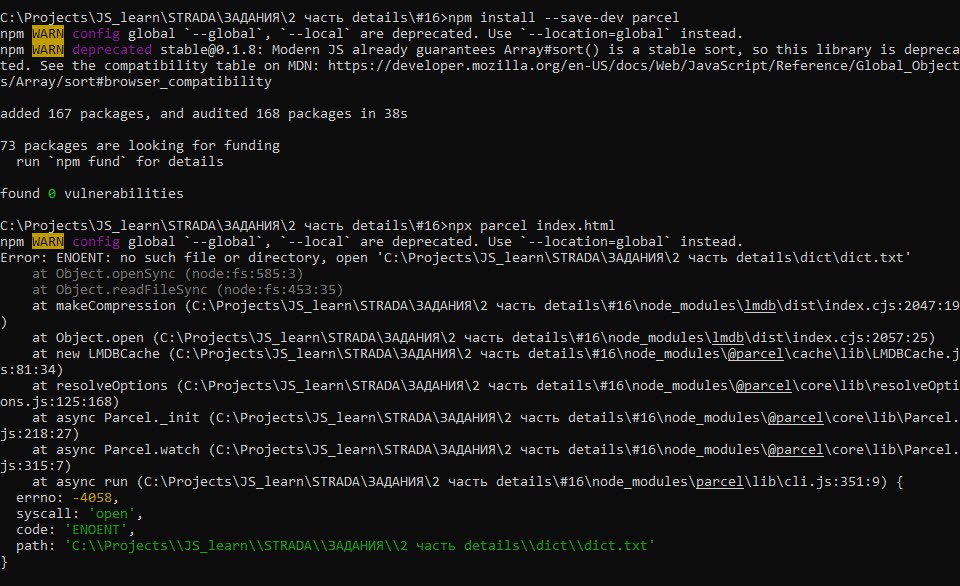 C:\Projects\JS_learn\STRADA\ЗАДАНИЯ\2 часть details\#16>npm install --save-dev parcel
npm WARN config global `--global`, `--local` are deprecated. Use `--location=global` instead.
npm WARN deprecated stable@0.1.8: Modern JS already guarantees Array#sort() is a stable sort, so this library is depreca
ted. See the compatibility table on MDN: https://developer.mozilla.org/en-US/docs/Web/JavaScript/Reference/Global_Object
s/Array/sort#browser_compatibility
added 167 packages, and audited 168 packages in 38s
73 packages are looking for funding
  run `npm fund` for details
found 0 vulnerabilities
C:\Projects\JS_learn\STRADA\ЗАДАНИЯ\2 часть details\#16>npx parcel index.html
npm WARN config global `--global`, `--local` are deprecated. Use `--location=global` instead.
Error: ENOENT: no such file or directory, open 'C:\Projects\JS_learn\STRADA\ЗАДАНИЯ\2 часть details\dict\dict.txt'
    at Object.openSync (node:fs:585:3)
    at Object.readFileSync (node:fs:453:35)
    at makeCompression (C:\Projects\JS_learn\STRADA\ЗАДАНИЯ\2 часть details\#16\node_modules\lmdb\dist\index.cjs:2047:19
)
    at Object.open (C:\Projects\JS_learn\STRADA\ЗАДАНИЯ\2 часть details\#16\node_modules\lmdb\dist\index.cjs:2057:25)
    at new LMDBCache (C:\Projects\JS_learn\STRADA\ЗАДАНИЯ\2 часть details\#16\node_modules\@parcel\cache\lib\LMDBCache.j
s:81:34)
    at resolveOptions (C:\Projects\JS_learn\STRADA\ЗАДАНИЯ\2 часть details\#16\node_modules\@parcel\core\lib\resolveOpti
ons.js:125:168)
    at async Parcel._init (C:\Projects\JS_learn\STRADA\ЗАДАНИЯ\2 часть details\#16\node_modules\@parcel\core\lib\Parcel.
js:218:27)
    at async Parcel.watch (C:\Projects\JS_learn\STRADA\ЗАДАНИЯ\2 часть details\#16\node_modules\@parcel\core\lib\Parcel.
js:315:7)
    at async run (C:\Projects\JS_learn\STRADA\ЗАДАНИЯ\2 часть details\#16\node_modules\parcel\lib\cli.js:351:9) {
  errno: -4058,
  syscall: 'open',
  code: 'ENOENT',
  path: 'C:\\Projects\\JS_learn\\STRADA\\ЗАДАНИЯ\\2 часть details\\dict\\dict.txt'
}